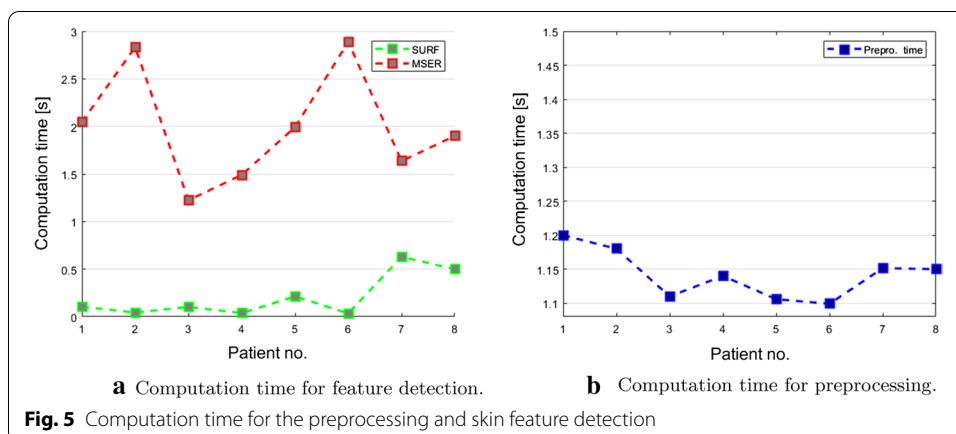 3
2.5
2
1.5
1
0.5
0
Computation time [s]
SURF
MSER
1 2 3 4 5 6 7 8
Patient no.
a Computation time for feature detection.
1.5
1.45
1.4
1.35
1.3
1.25
1.2
1.15
1.1
Computation time [s]
Prepro. time
1 2 3 4 5 6 7 8
Patient no.
b Computation time for preprocessing.
Fig. 5 Computation time for the preprocessing and skin feature detection